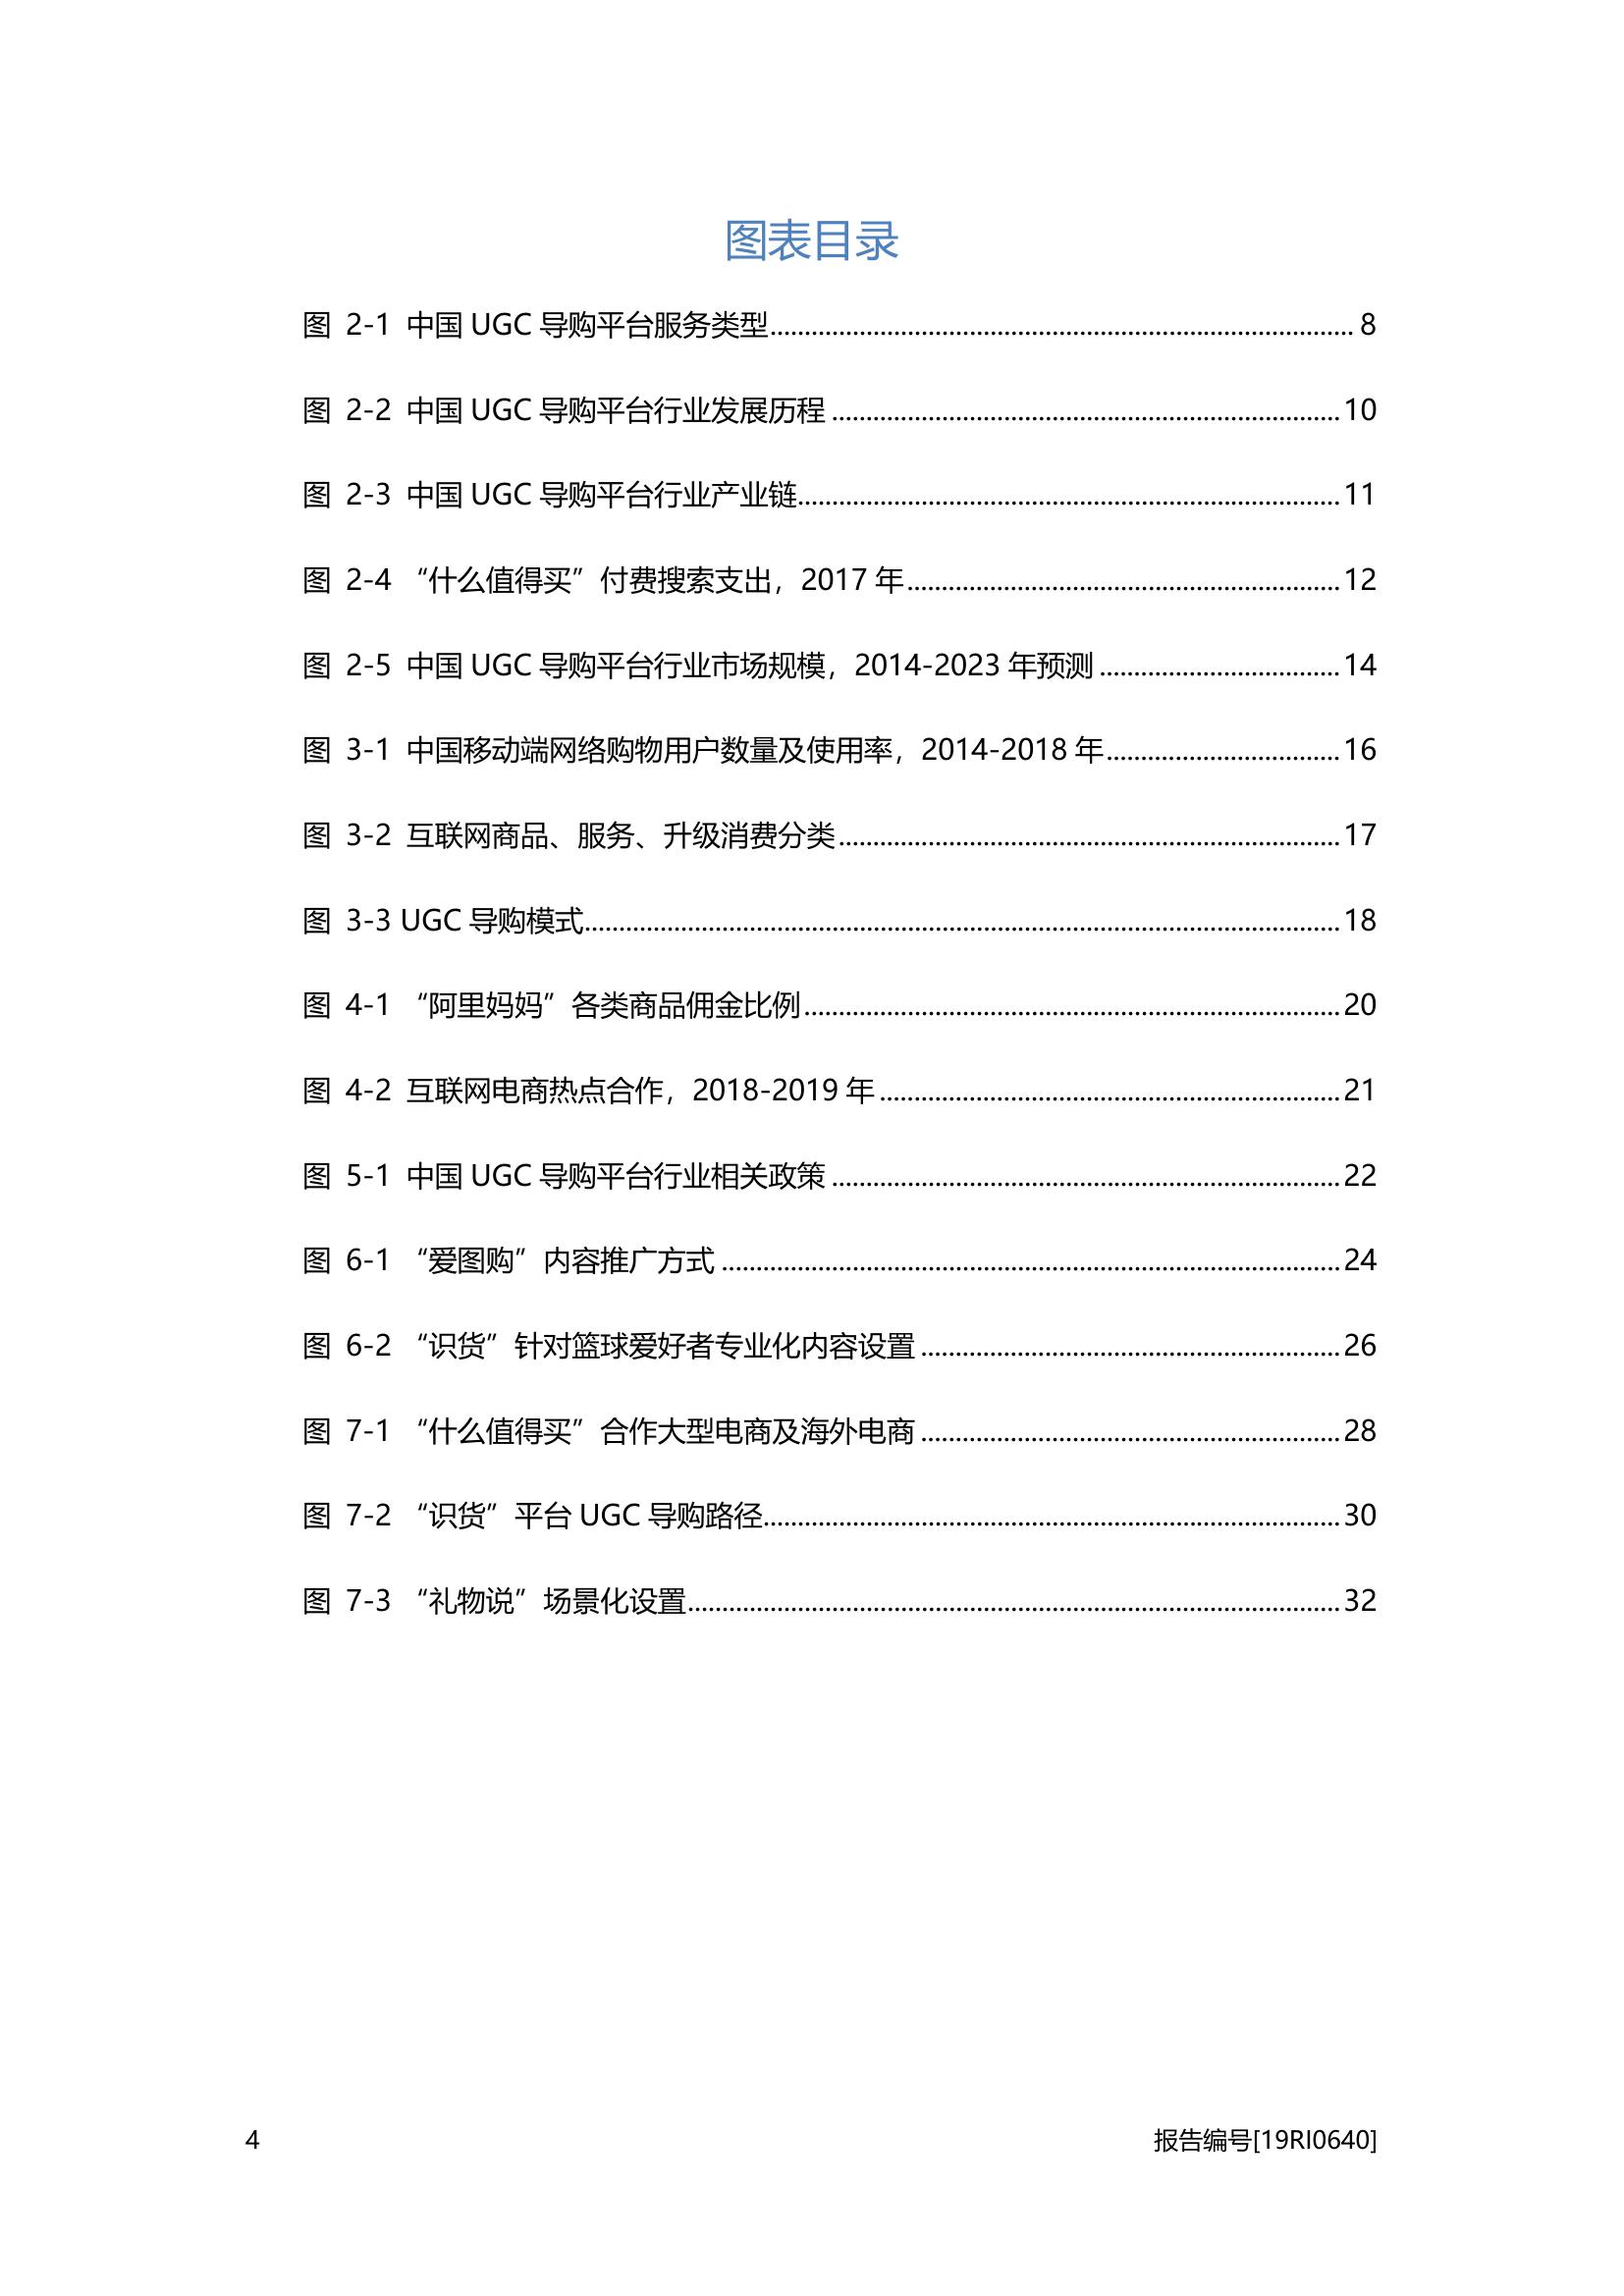 图表目录
图 2-1 中国 UGC 导购平台服务类型........................................ 8
图 2-2 中国 UGC 导购平台行业发展历程........................................ 10
图 2-3 中国 UGC 导购平台行业产业链........................................ 11
图 2-4 “什么值得买”付费搜索支出，2017 年........................................ 12
图 2-5 中国 UGC 导购平台行业市场规模，2014-2023 年预测........................................ 14
图 3-1 中国移动端网络购物用户数量及使用率，2014-2018 年........................................ 16
图 3-2 互联网商品、服务、升级消费分类........................................ 17
图 3-3 UGC 导购模式........................................ 18
图 4-1 “阿里妈妈”各类商品佣金比例........................................ 20
图 4-2 互联网电商热点合作，2018-2019 年........................................ 21
图 5-1 中国 UGC 导购平台行业相关政策........................................ 22
图 6-1 “爱图购”内容推广方式........................................ 24
图 6-2 “识货”针对篮球爱好者专业化内容设置........................................ 26
图 7-1 “什么值得买”合作大型电商及海外电商........................................ 28
图 7-2 “识货”平台 UGC 导购路径........................................ 30
图 7-3 “礼物说”场景化设置........................................ 32
4 报告编号[19RI0640]